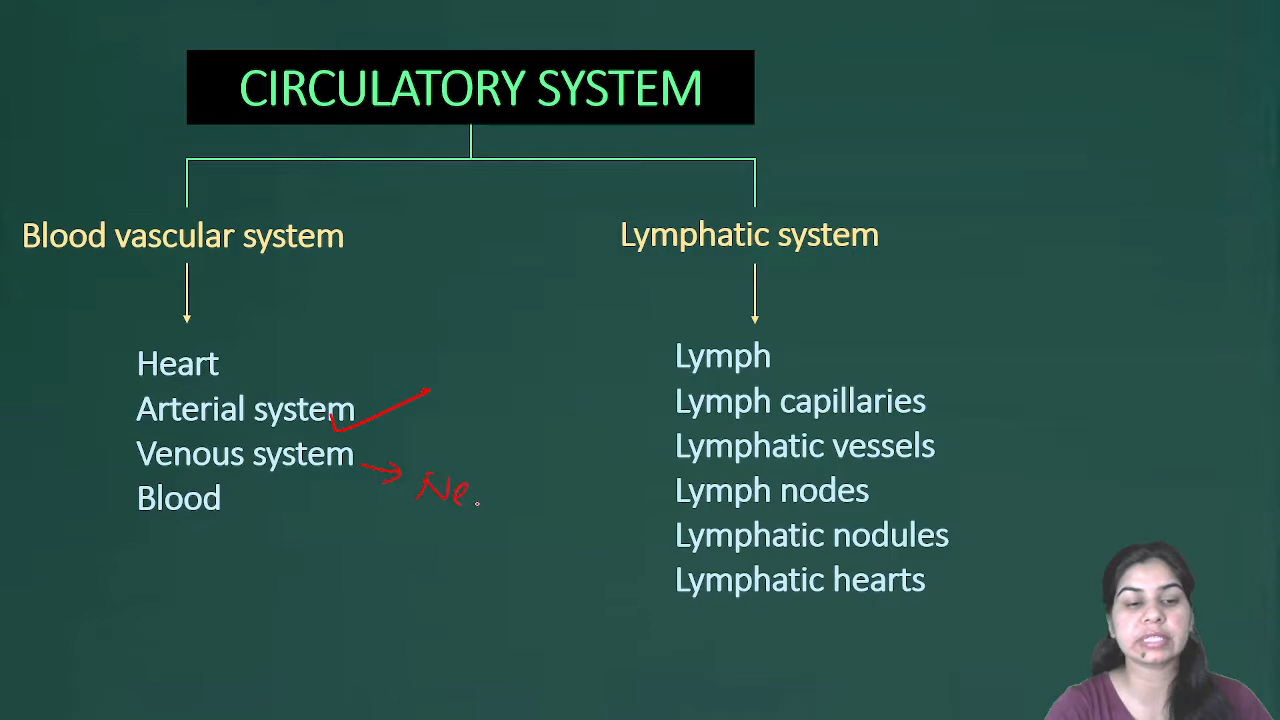 CIRCULATORY SYSTEM
Blood vascular system
Lymphatic system
Heart
Arterial system
Venous system
Blood
Ne
Lymph
Lymph capillaries
Lymphatic vessels
Lymph nodes
Lymphatic nodules
Lymphatic hearts